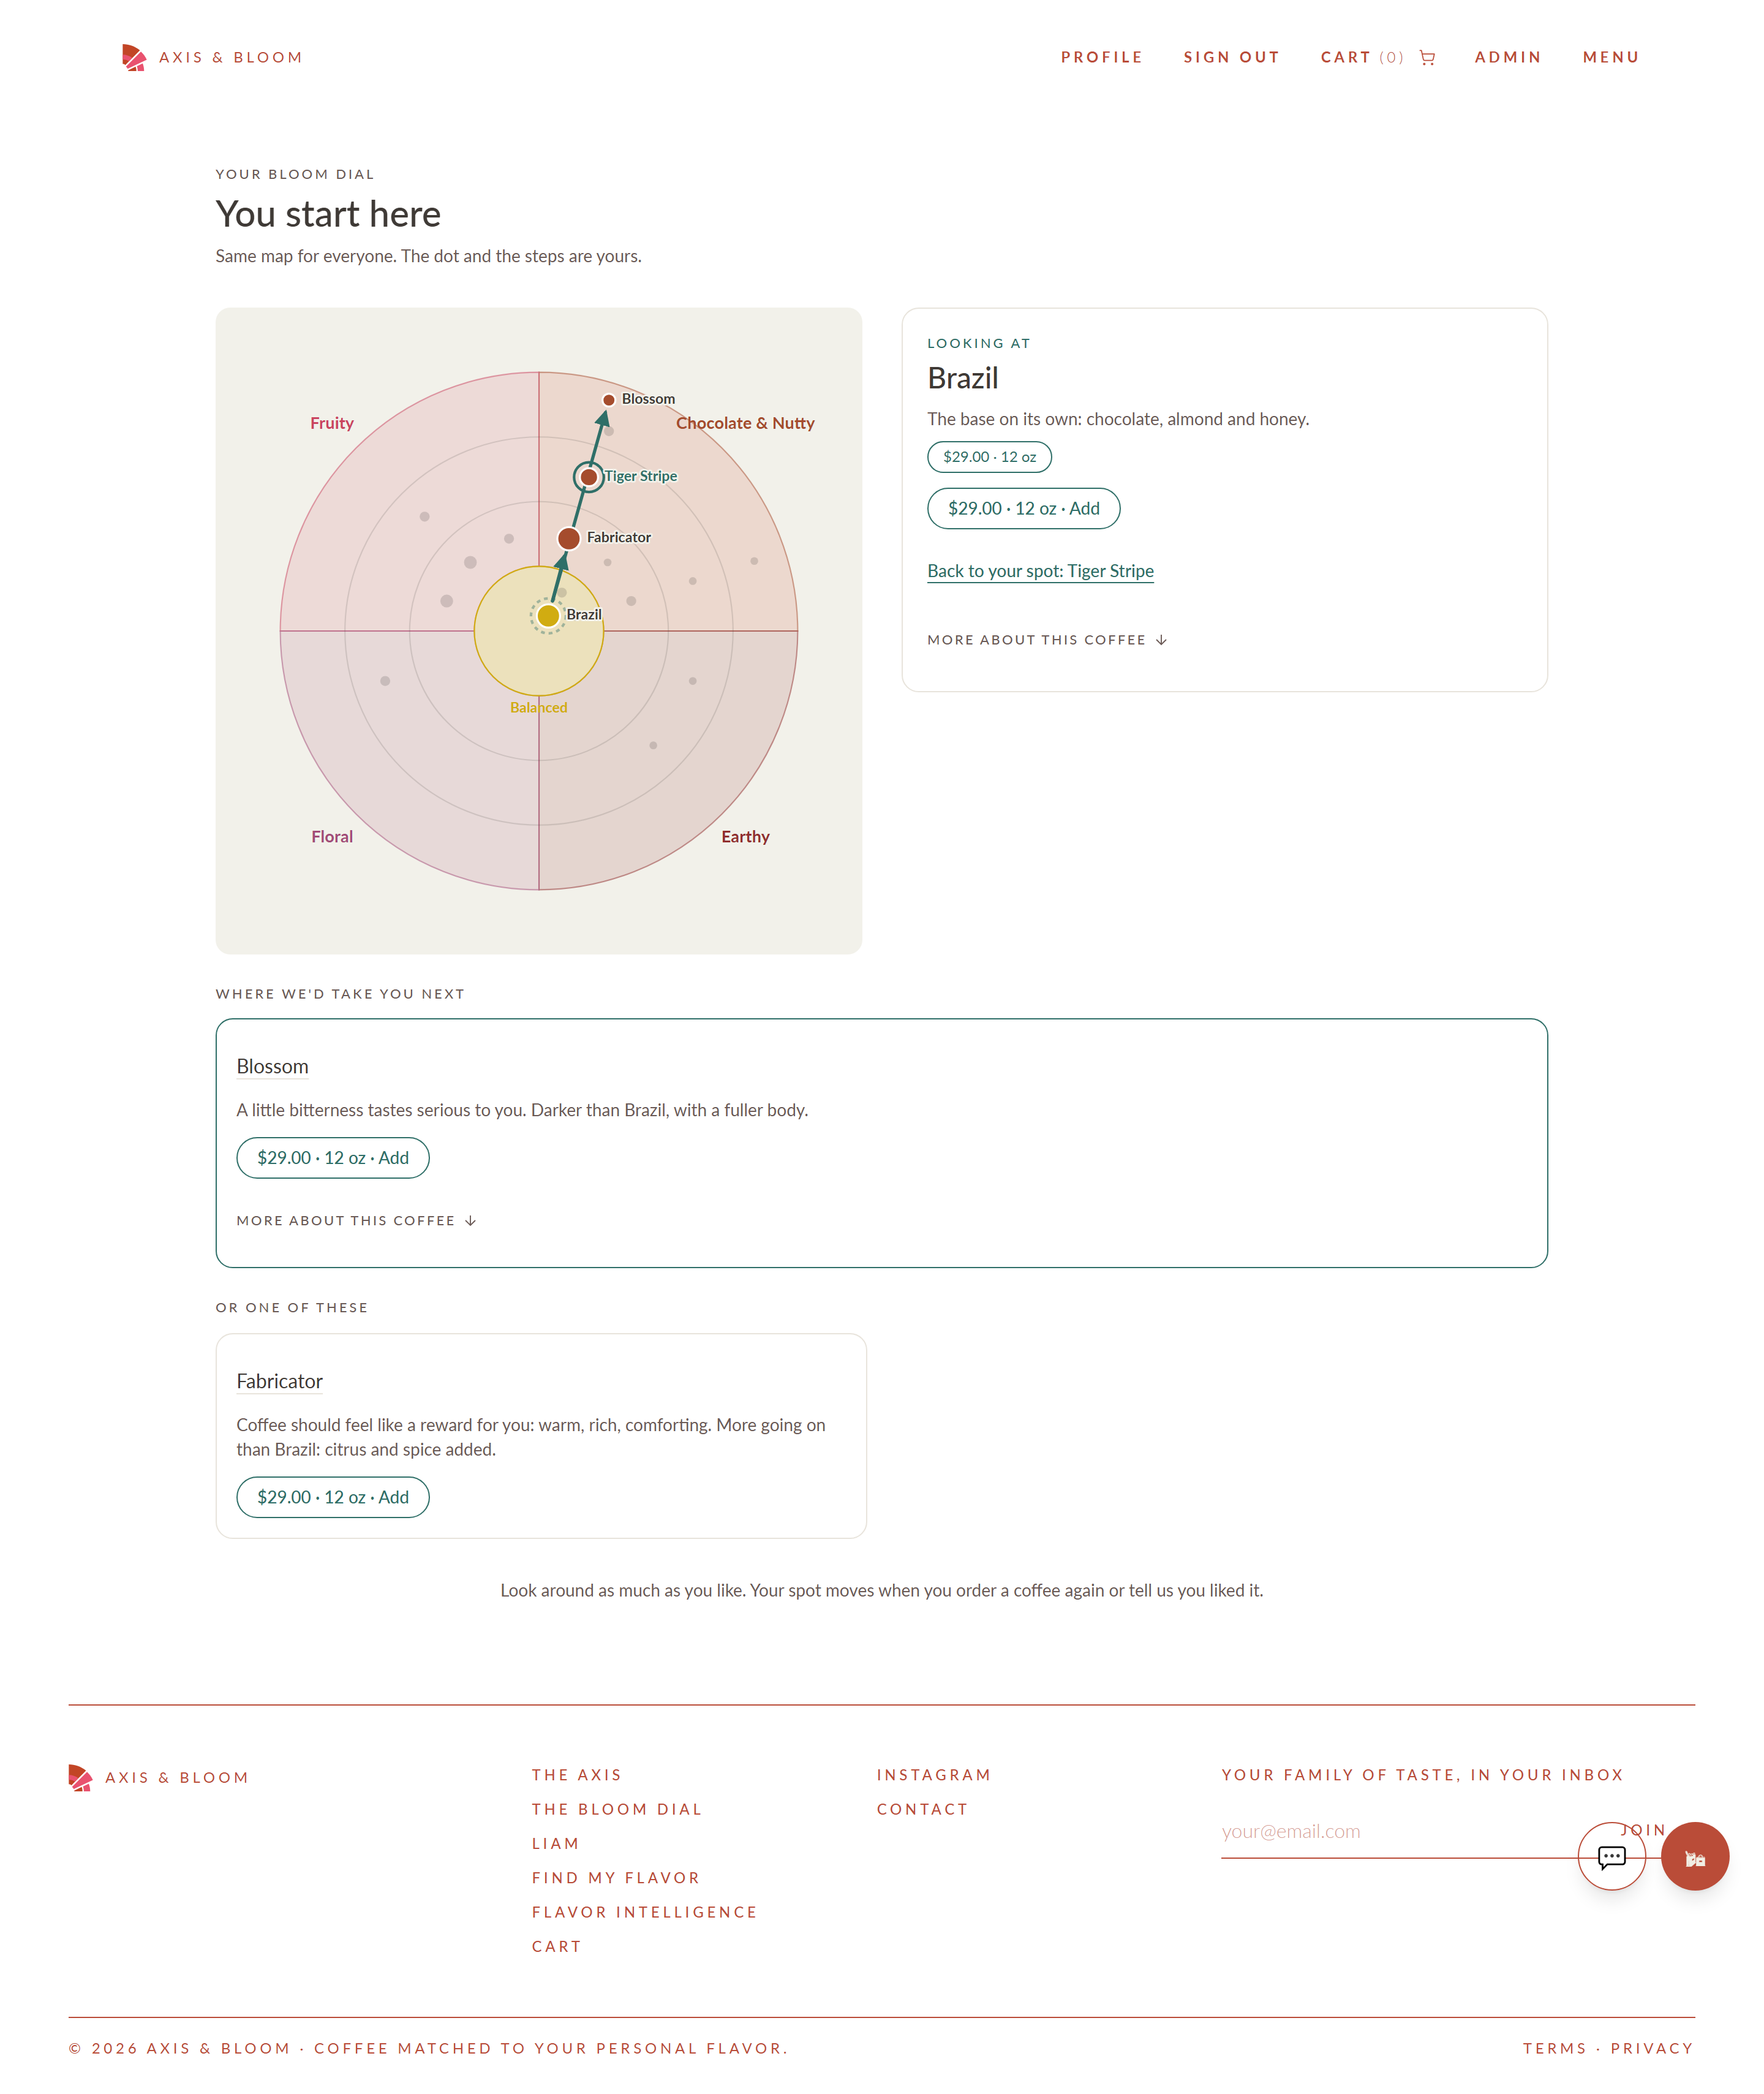 AXIS & BLOOM
PROFILE
SIGN OUT
CART (0)
ADMIN
MENU
YOUR BLOOM DIAL
You start here
Same map for everyone. The dot and the steps are yours.
Blossom
Fruity
Chocolate & Nutty
Tiger Stripe
Fabricator
Brazil
Balanced
Floral
Earthy
LOOKING AT
Brazil
The base on its own: chocolate, almond and honey.
$29.00 · 12 oz
$29.00 · 12 oz · Add
Back to your spot: Tiger Stripe
MORE ABOUT THIS COFFEE ↓
WHERE WE'D TAKE YOU NEXT
Blossom
A little bitterness tastes serious to you. Darker than Brazil, with a fuller body.
$29.00 · 12 oz · Add
MORE ABOUT THIS COFFEE ↓
OR ONE OF THESE
Fabricator
Coffee should feel like a reward for you: warm, rich, comforting. More going on
than Brazil: citrus and spice added.
$29.00 · 12 oz · Add
Look around as much as you like. Your spot moves when you order a coffee again or tell us you liked it.
AXIS & BLOOM
THE AXIS
THE BLOOM DIAL
LIAM
FIND MY FLAVOR
FLAVOR INTELLIGENCE
CART
INSTAGRAM
CONTACT
YOUR FAMILY OF TASTE, IN YOUR INBOX
your@email.com
JOIN
© 2026 AXIS & BLOOM · COFFEE MATCHED TO YOUR PERSONAL FLAVOR.
TERMS · PRIVACY